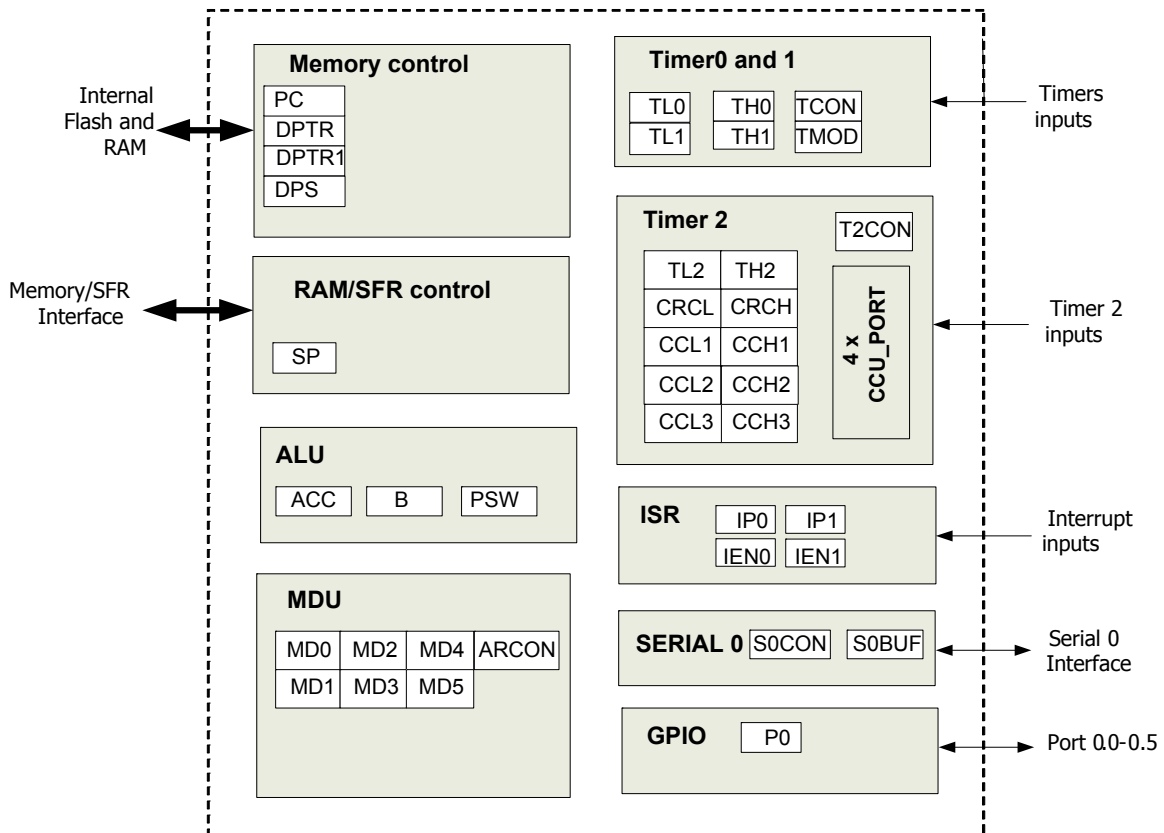 Memory control
PC
DPTR
DPTR1
DPS
Internal
Flash and
RAM
RAM/SFR control
SP
Memory/SFR
Interface
ALU
ACC B PSW
MDU
MD0 MD2 MD4 ARCON
MD1 MD3 MD5
Timer0 and 1
TL0 TH0 TCON
TL1 TH1 TMOD
Timers
inputs
Timer 2
T2CON
TL2 TH2
CRCL CRCH
CCL1 CCH1
CCL2 CCH2
CCL3 CCH3
4 x
CCU_PORT
Timer 2
inputs
ISR
IP0 IP1
IEN0 IEN1
Interrupt
inputs
SERIAL 0 S0CON S0BUF
Serial 0
Interface
GPIO P0
Port 0.0-0.5